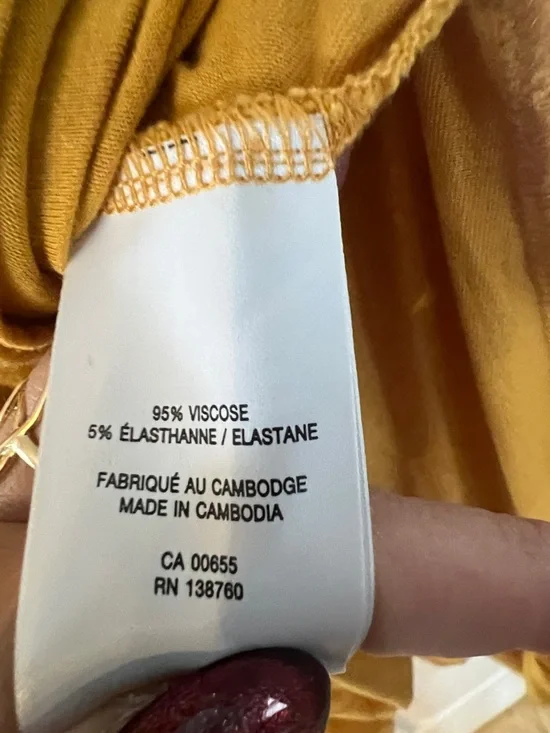 95% VISCOSE
5% ÉLASTHANNE / ELASTANE
FABRIQUÉ AU CAMBODGE
MADE IN CAMBODIA
CA 00655
RN 138760